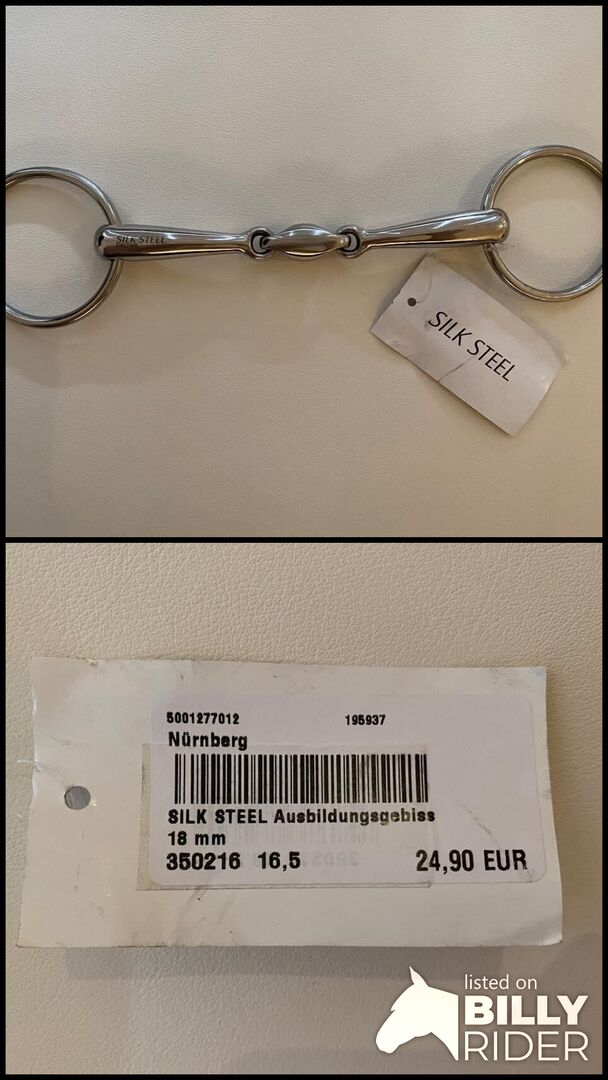 SILK STEEL
SILK STEEL
5001277012 195937
Nürnberg
SILK STEEL Ausbildungsgebiss
18 mm
350216 16,5 24,90 EUR
listed on
BILLY
RIDER